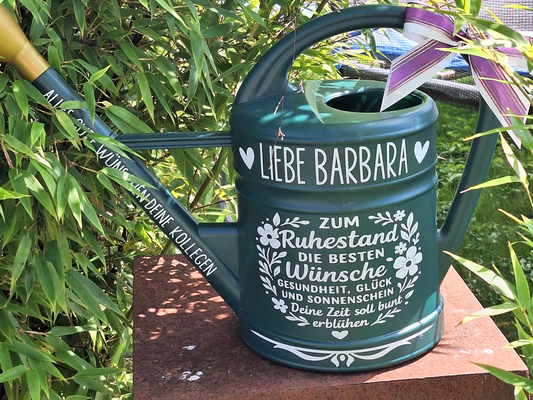 LIEBE BARBARA
ZUM
Ruhestand
DIE BESTEN
Wünsche
GESUNDHEIT, GLÜCK
UND SONNENSCHEIN
Deine Zeit soll bunt
erblühen
DEINE KOLLEGEN